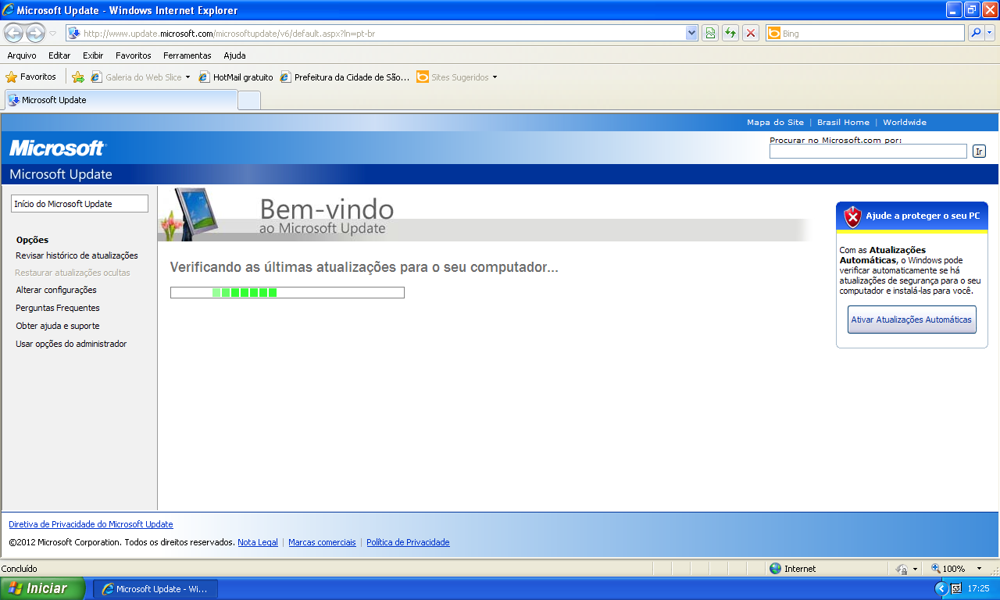 Microsoft Update - Windows Internet Explorer
http://www.update.microsoft.com/microsoftupdate/v6/default.aspx?ln=pt-br
Bing
Arquivo Editar Exibir Favoritos Ferramentas Ajuda
Favoritos Galeria do Web Slice HotMail gratuito Prefeitura da Cidade de São... Sites Sugeridos
Microsoft Update
Mapa do Site | Brasil Home | Worldwide
Microsoft
Procurar no Microsoft.com por:
Ir
Microsoft Update
Início do Microsoft Update
Opções
Revisar histórico de atualizações
Restaurar atualizações ocultas
Alterar configurações
Perguntas Frequentes
Obter ajuda e suporte
Usar opções do administrador
Bem-vindo
ao Microsoft Update
Verificando as últimas atualizações para o seu computador...
Ajude a proteger o seu PC
Com as Atualizações
Automáticas, o Windows pode
verificar automaticamente se há
atualizações de segurança para o seu
computador e instalá-las para você.
Ativar Atualizações Automáticas
Diretiva de Privacidade do Microsoft Update
©2012 Microsoft Corporation. Todos os direitos reservados. Nota Legal | Marcas comerciais | Política de Privacidade
Concluído
Internet
100%
Iniciar
Microsoft Update - Wi...
17:25